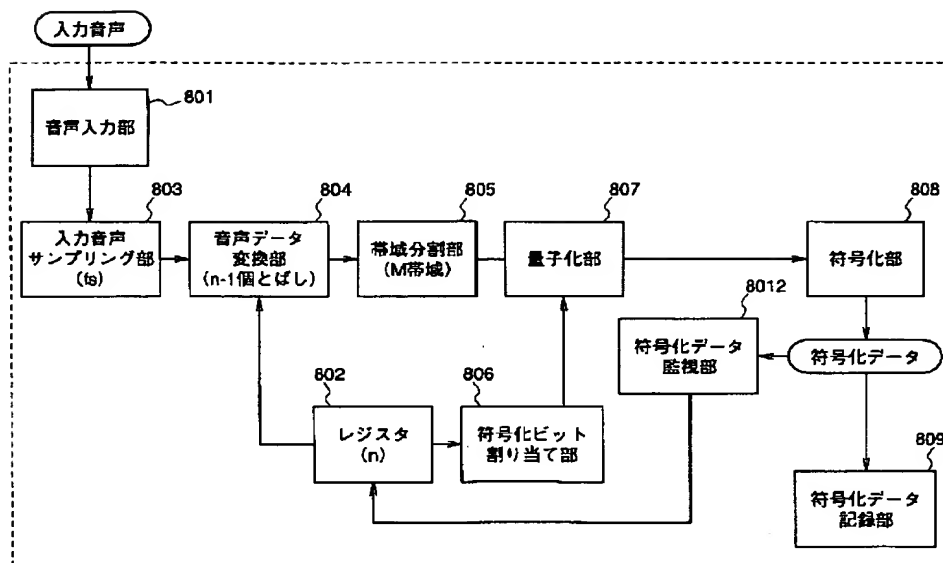 入力音声
801
音声入力部
803
入力音声
サンプリング部
(fs)
804
音声データ
変換部
(n-1個とばし)
805
帯域分割部
(M帯域)
807
量子化部
808
符号化部
8012
符号化データ
監視部
符号化データ
802
レジスタ
(n)
806
符号化ビット
割り当て部
809
符号化データ
記録部